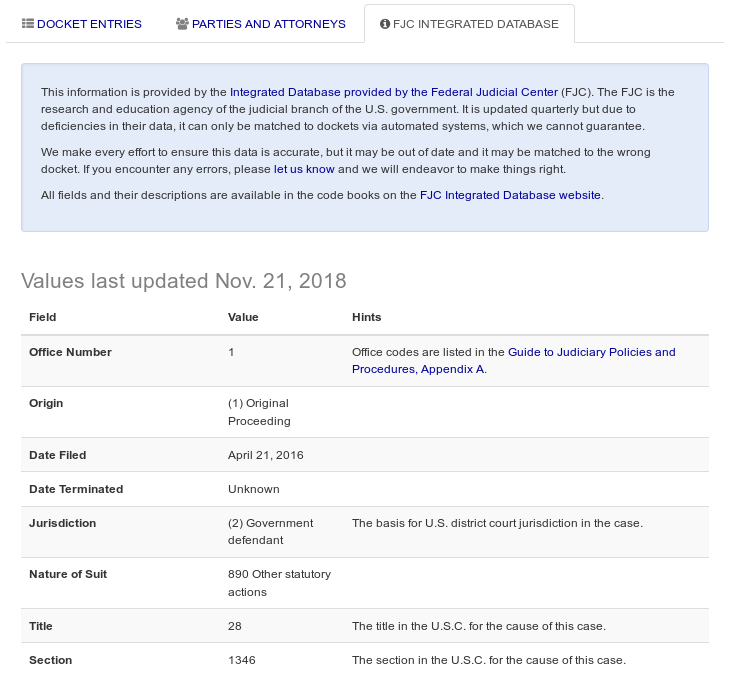 DOCKET ENTRIES PARTIES AND ATTORNEYS FJC INTEGRATED DATABASE
This information is provided by the Integrated Database provided by the Federal Judicial Center (FJC). The FJC is the
research and education agency of the judicial branch of the U.S. government. It is updated quarterly but due to
deficiencies in their data, it can only be matched to dockets via automated systems, which we cannot guarantee.
We make every effort to ensure this data is accurate, but it may be out of date and it may be matched to the wrong
docket. If you encounter any errors, please let us know and we will endeavor to make things right.
All fields and their descriptions are available in the code books on the FJC Integrated Database website.
Values last updated Nov. 21, 2018
Field Value Hints
Office Number 1 Office codes are listed in the Guide to Judiciary Policies and
Procedures, Appendix A.
Origin (1) Original
Proceeding
Date Filed April 21, 2016
Date Terminated Unknown
Jurisdiction (2) Government The basis for U.S. district court jurisdiction in the case.
defendant
Nature of Suit 890 Other statutory
actions
Title 28 The title in the U.S.C. for the cause of this case.
Section 1346 The section in the U.S.C. for the cause of this case.